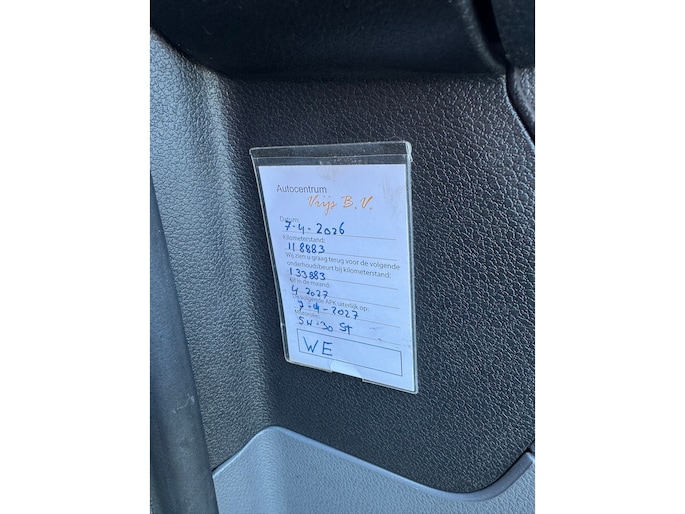 Autocentrum
Vrijs B.V.
Datum:
7-4-2026
Kilometerstand:
118883
Wij zien u graag terug voor de volgende
onderhoudsbeurt bij kilometerstand:
133883
of in de maand:
4 2027
volgende APK uiterlijk op:
7-4-2027
5W-30 ST
WE